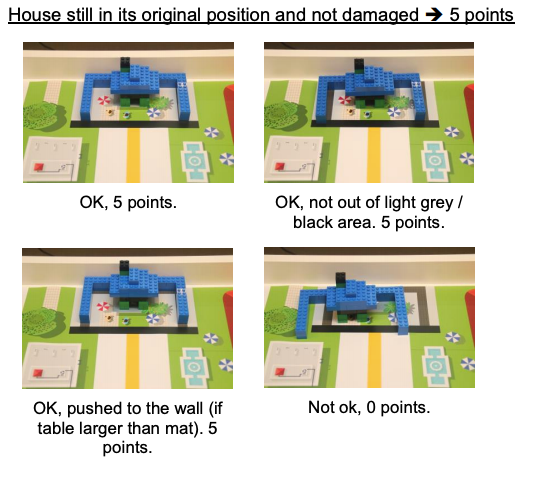 House still in its original position and not damaged ➔ 5 points
OK, 5 points.
OK, not out of light grey /
black area. 5 points.
OK, pushed to the wall (if
table larger than mat). 5
points.
Not ok, 0 points.